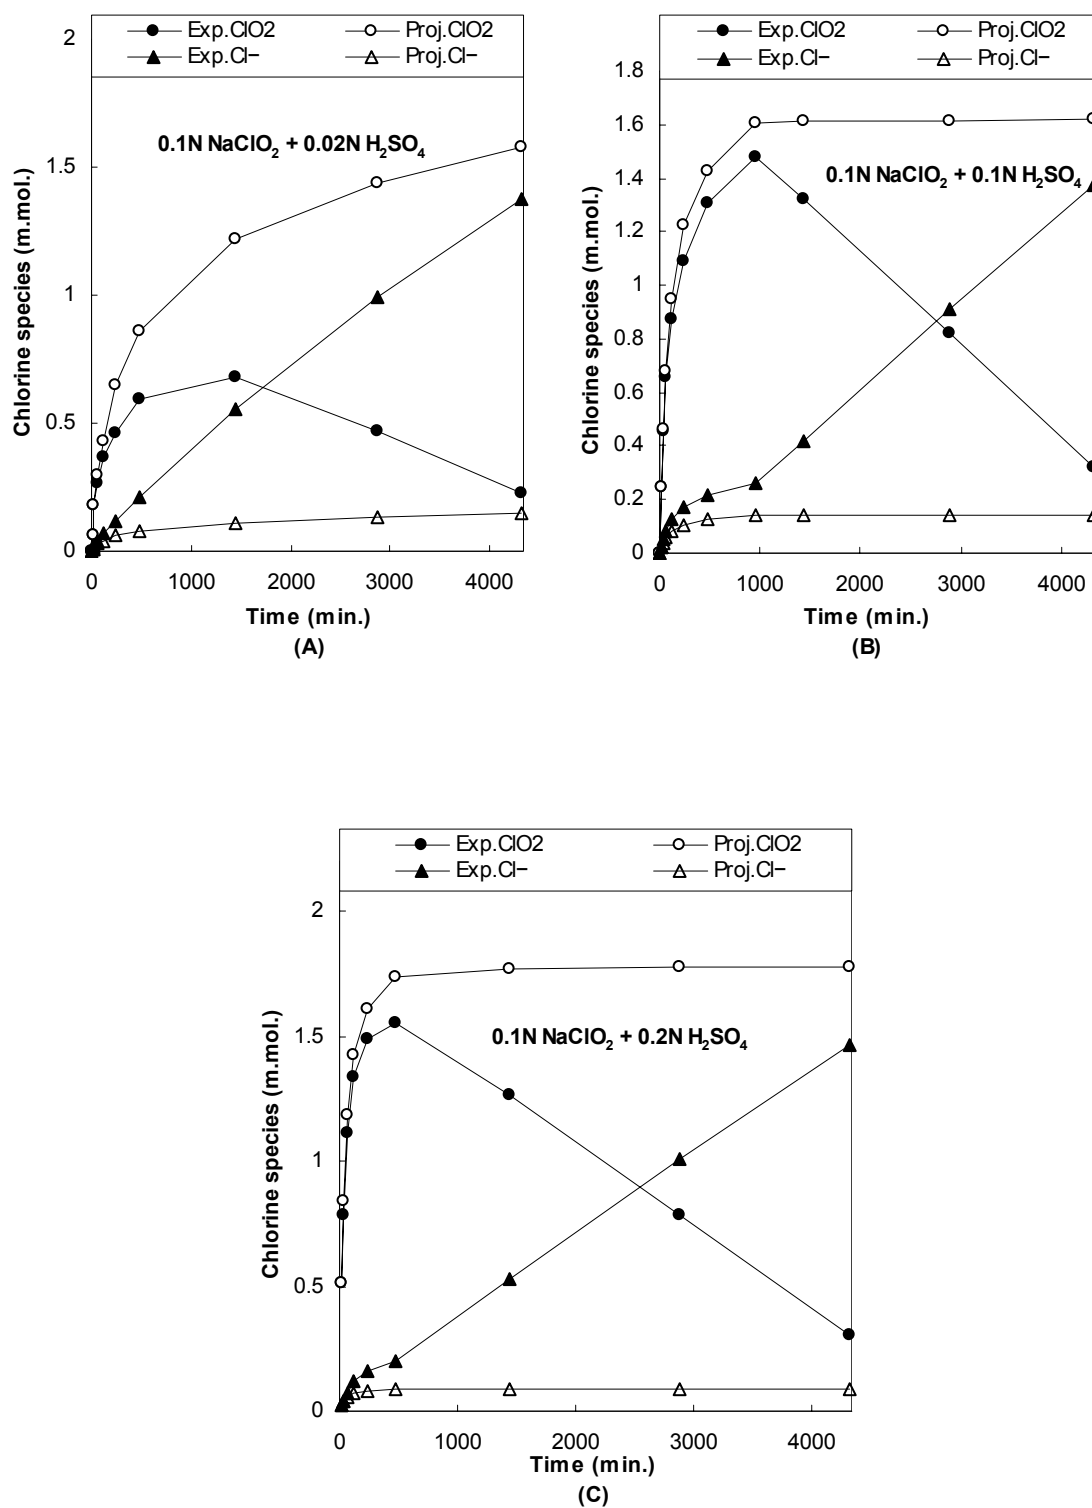 Exp.ClO2 Proj.ClO2
Exp.Cl− Proj.Cl−
2
1.5
1
0.5
0
0.1N NaClO₂ + 0.02N H₂SO₄
Chlorine species (m.mol.)
0 1000 2000 3000 4000
Time (min.)
(A)
Exp.ClO2 Proj.ClO2
Exp.Cl− Proj.Cl−
1.8
1.6
1.4
1.2
1
0.8
0.6
0.4
0.2
0
0.1N NaClO₂ + 0.1N H₂SO₄
Chlorine species (m.mol.)
0 1000 2000 3000 4000
Time (min.)
(B)
Exp.ClO2 Proj.ClO2
Exp.Cl− Proj.Cl−
2
1.5
1
0.5
0
0.1N NaClO₂ + 0.2N H₂SO₄
Chlorine species (m.mol.)
0 1000 2000 3000 4000
Time (min.)
(C)